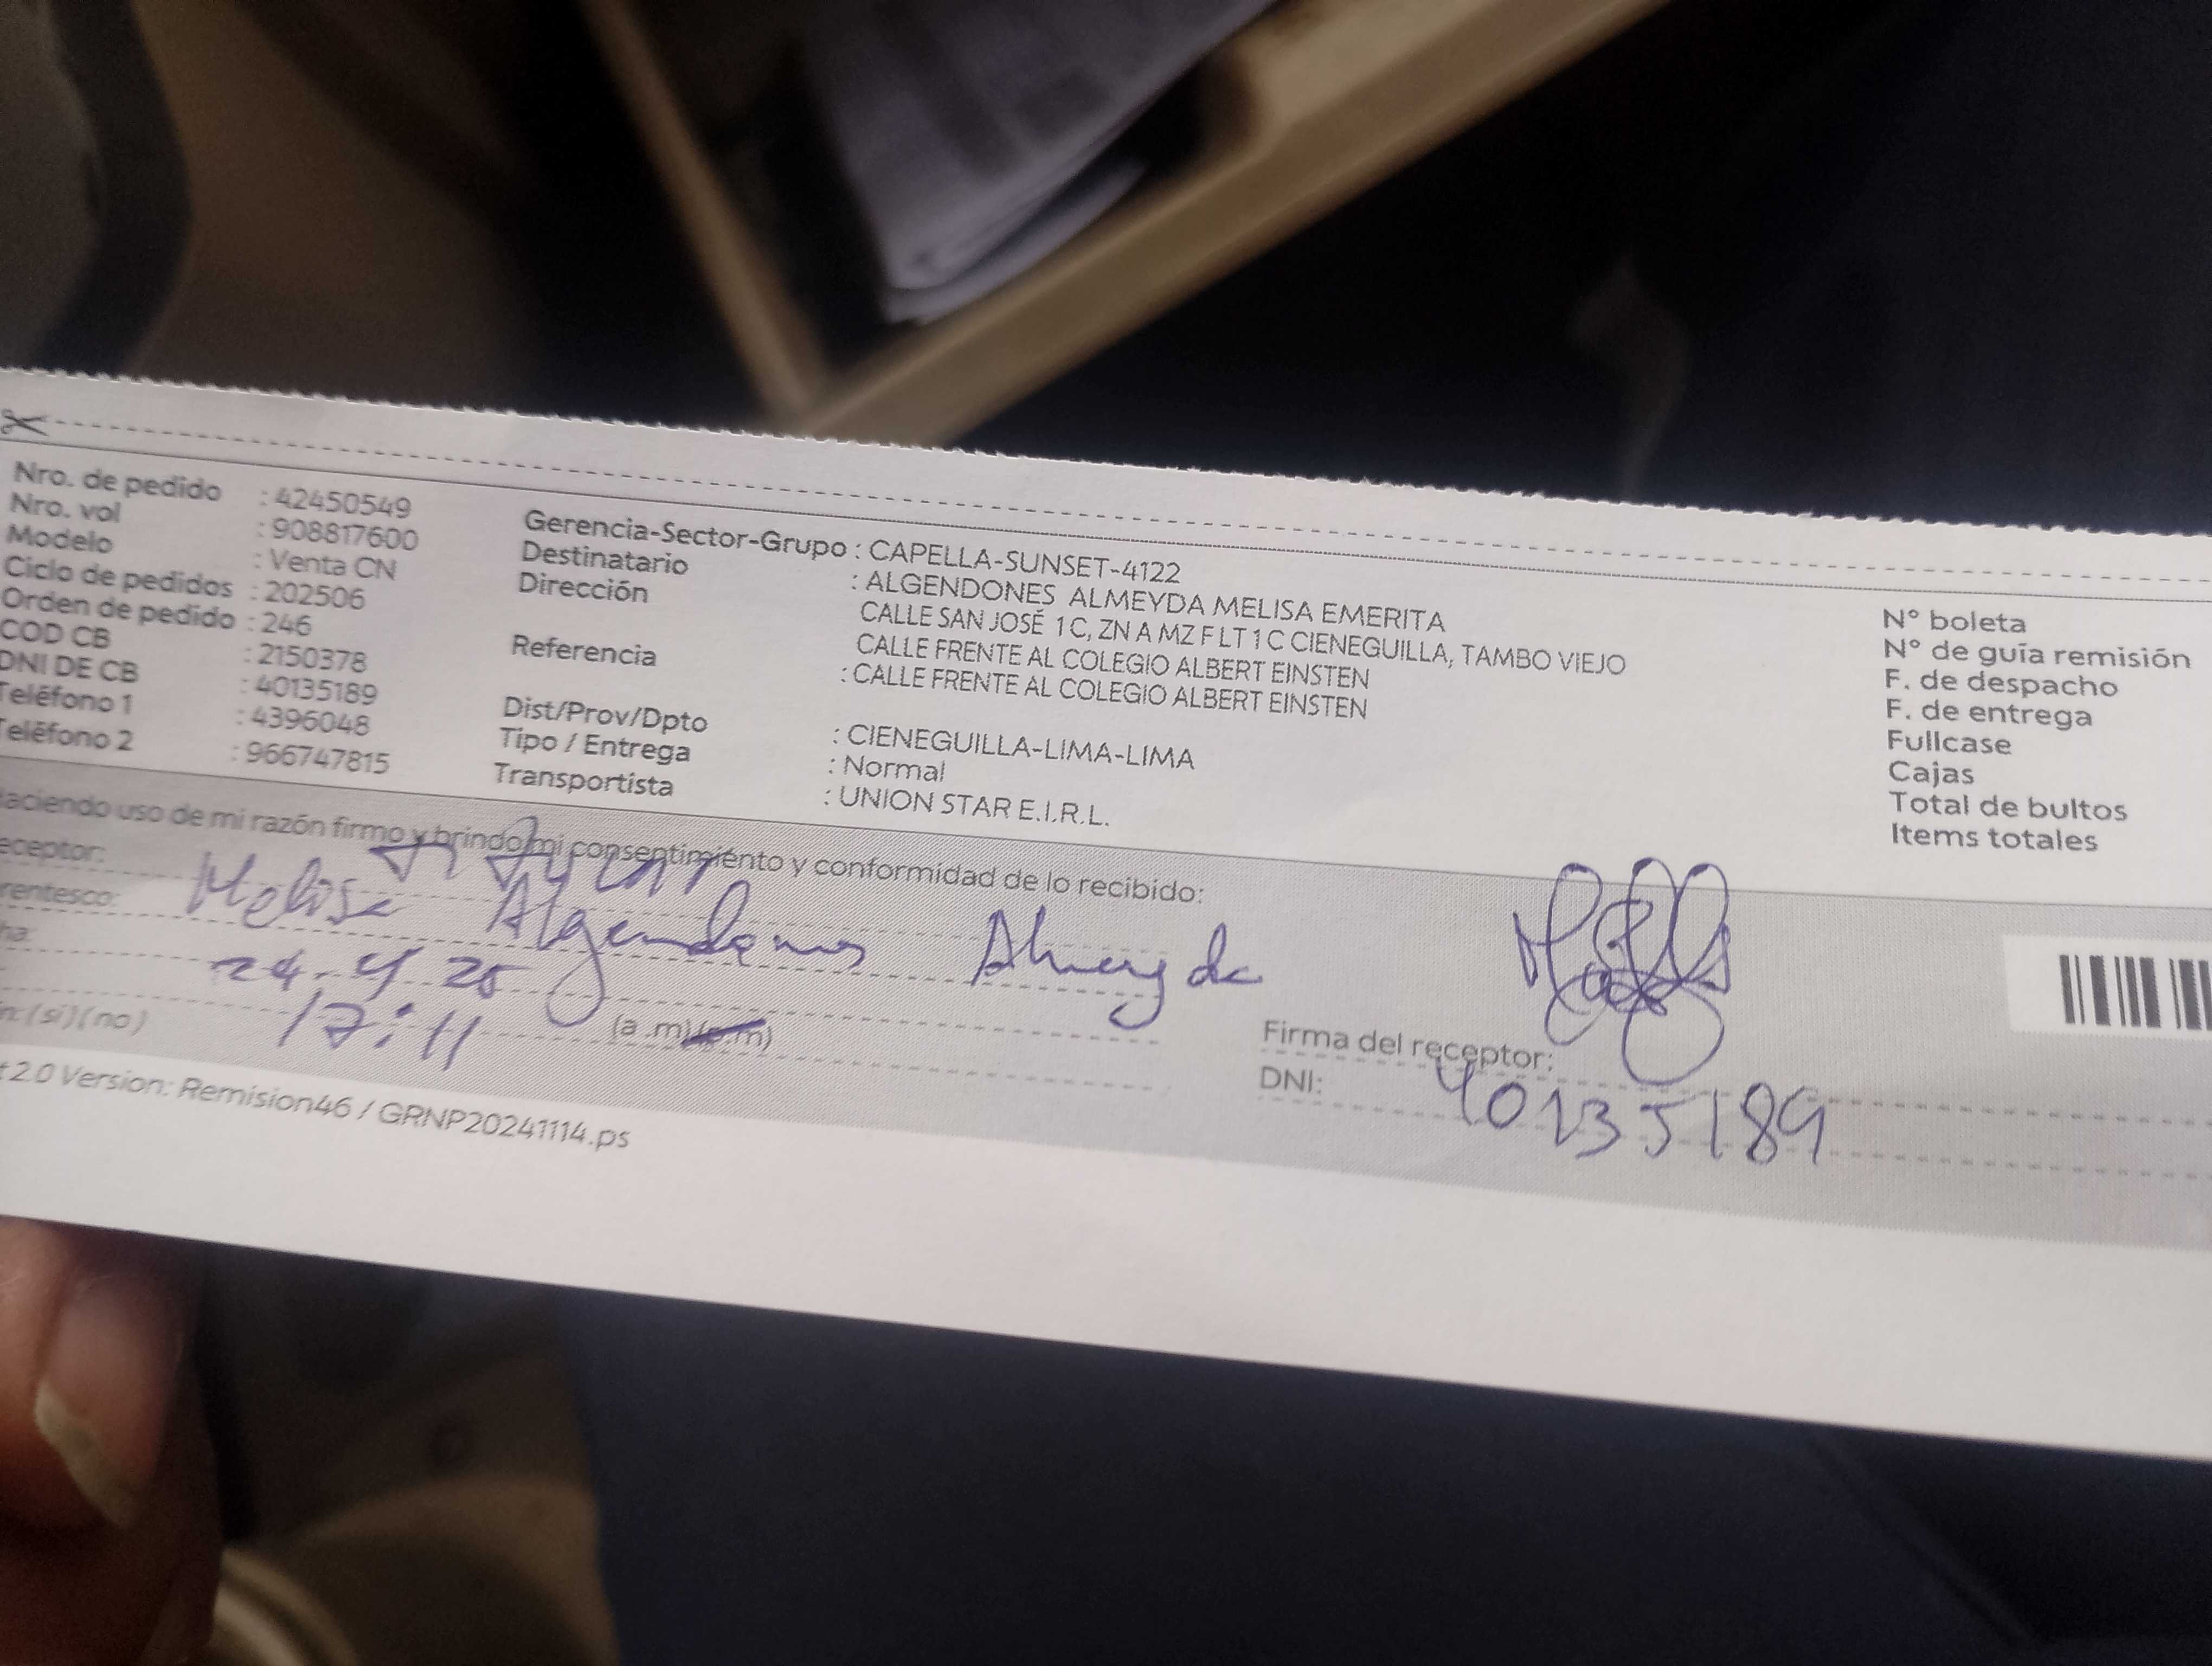 Nro. de pedido : 42450549
Nro. vol : 908817600
Modelo : Venta CN
Ciclo de pedidos : 202506
Orden de pedido : 246
COD CB : 2150378
DNI DE CB : 40135189
Teléfono 1 : 4396048
Teléfono 2 : 966747815
Gerencia-Sector-Grupo : CAPELLA-SUNSET-4122
Destinatario : ALGENDONES ALMEYDA MELISA EMERITA
Dirección CALLE SAN JOSÉ 1 C, ZN A MZ F LT 1 C CIENEGUILLA, TAMBO VIEJO
CALLE FRENTE AL COLEGIO ALBERT EINSTEN
Referencia : CALLE FRENTE AL COLEGIO ALBERT EINSTEN
Dist/Prov/Dpto : CIENEGUILLA-LIMA-LIMA
Tipo / Entrega : Normal
Transportista : UNION STAR E.I.R.L.
N° boleta
N° de guía remisión
F. de despacho
F. de entrega
Fullcase
Cajas
Total de bultos
Items totales
aciendo uso de mi razón firmo y brindo mi consentimiento y conformidad de lo recibido:
eceptor:
rentesco: Melisa Algendones Almeyda
ha: 24. 4 25
17:11 (a .m) (p.m)
n: (si) (no)
Firma del receptor:
DNI: 40135189
t 2.0 Version: Remision46 / GRNP20241114.ps